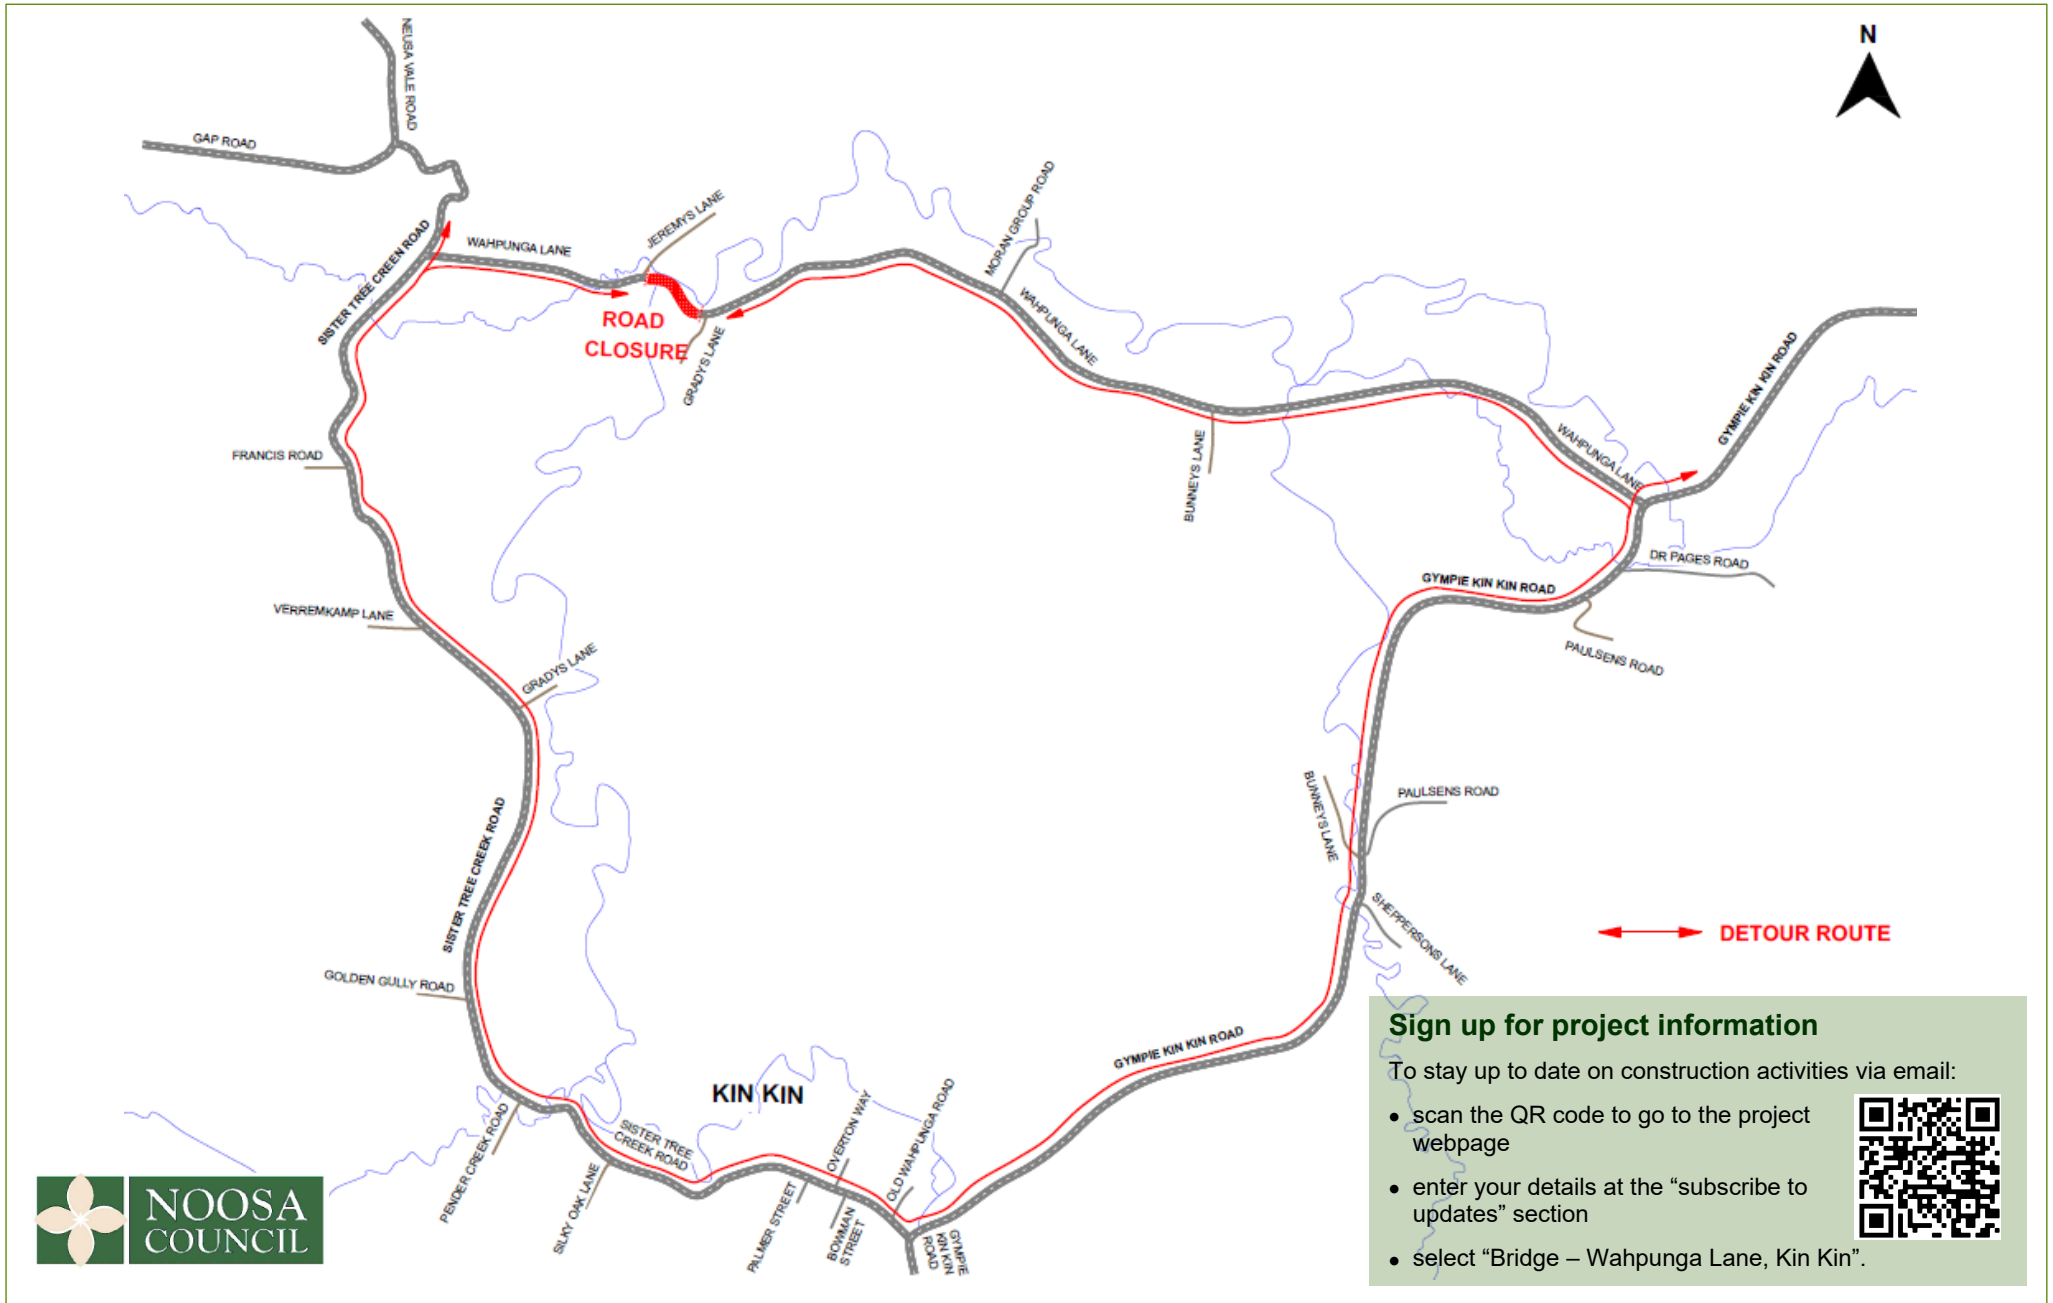 NEUSA VALE ROAD
N
GAP ROAD
SISTER TREE CREEN ROAD
WAHPUNGA LANE
JEREMYS LANE
MORAN GROUP ROAD
ROAD
CLOSURE
GRADYS LANE
WAHPUNGA LANE
GYMPIE KIN KIN ROAD
FRANCIS ROAD
BUNNEYS LANE
WAHPUNGA LANE
DR PAGES ROAD
GYMPIE KIN KIN ROAD
PAULSENS ROAD
VERREMKAMP LANE
GRADYS LANE
BUNNEYS LANE
PAULSENS ROAD
SISTER TREE CREEK ROAD
SHEPPERSONS LANE
DETOUR ROUTE
GOLDEN GULLY ROAD
GYMPIE KIN KIN ROAD
KIN KIN
PENDER CREEK ROAD
SILKY OAK LANE
SISTER TREE
CREEK ROAD
PALMER STREET
OVERTON WAY
BOWMAN
STREET
OLD WAHPUNGA ROAD
GYMPIE
KIN KIN
ROAD
Sign up for project information
To stay up to date on construction activities via email:
• scan the QR code to go to the project
webpage
• enter your details at the “subscribe to
updates” section
• select “Bridge – Wahpunga Lane, Kin Kin”.
NOOSA
COUNCIL